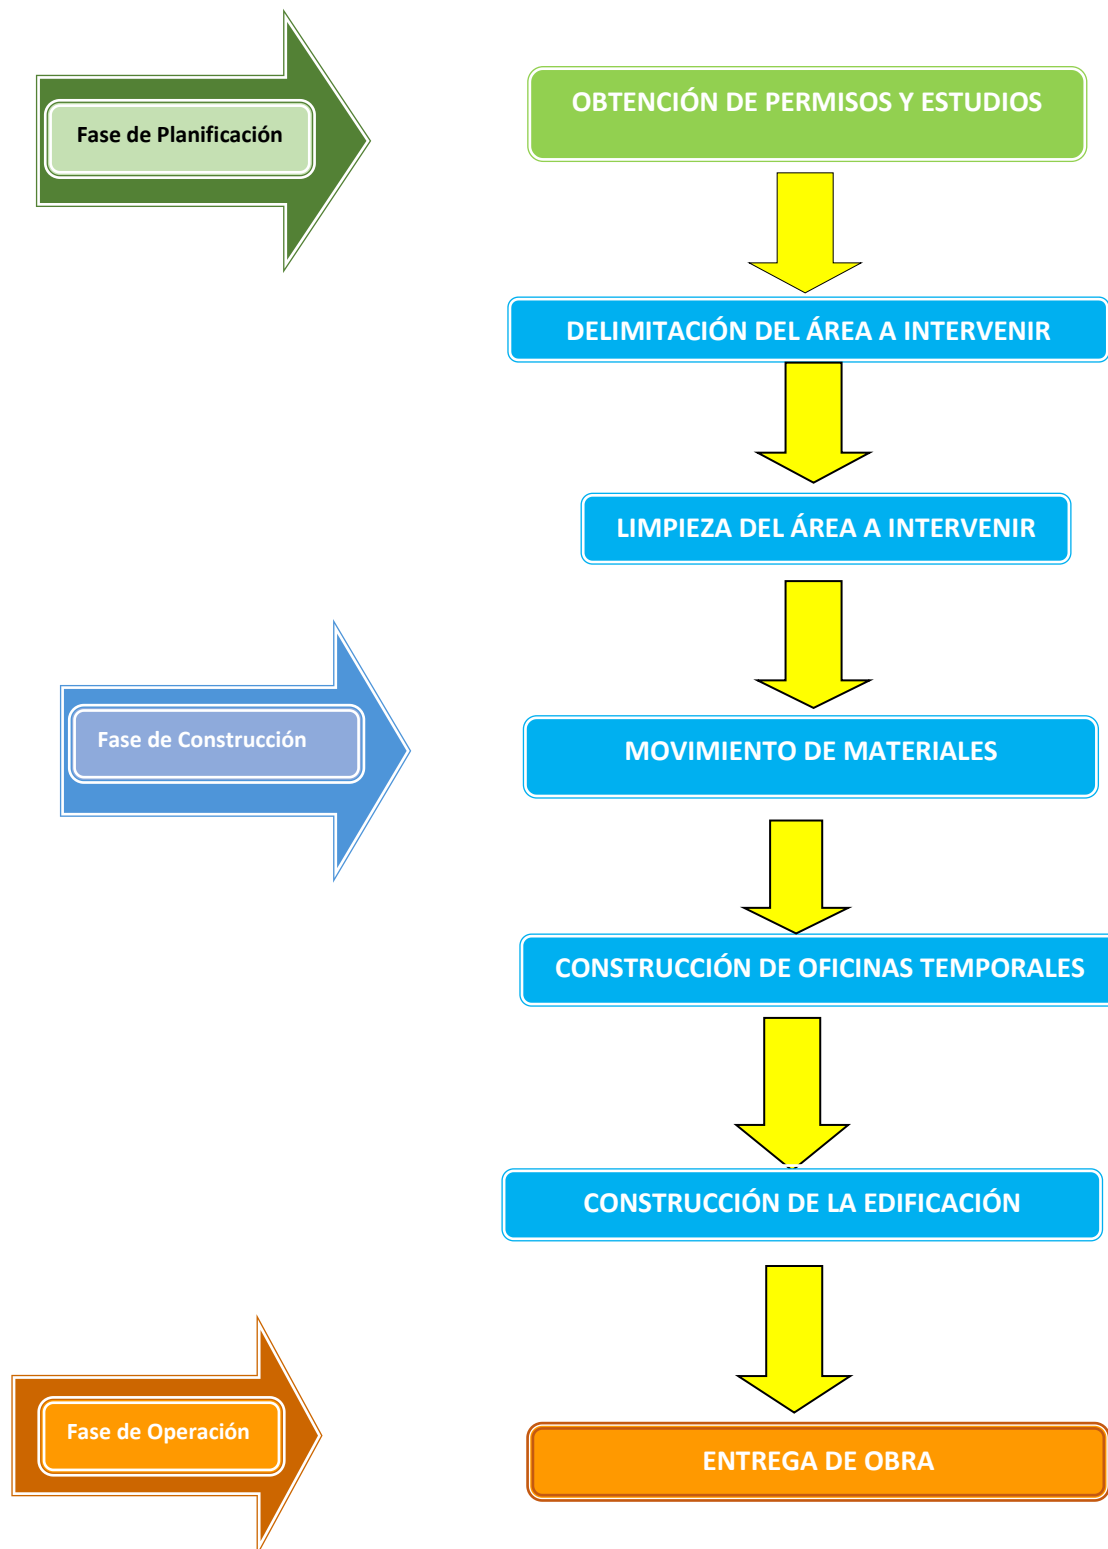 Fase de Planificación
OBTENCIÓN DE PERMISOS Y ESTUDIOS
DELIMITACIÓN DEL ÁREA A INTERVENIR
LIMPIEZA DEL ÁREA A INTERVENIR
Fase de Construcción
MOVIMIENTO DE MATERIALES
CONSTRUCCIÓN DE OFICINAS TEMPORALES
CONSTRUCCIÓN DE LA EDIFICACIÓN
Fase de Operación
ENTREGA DE OBRA